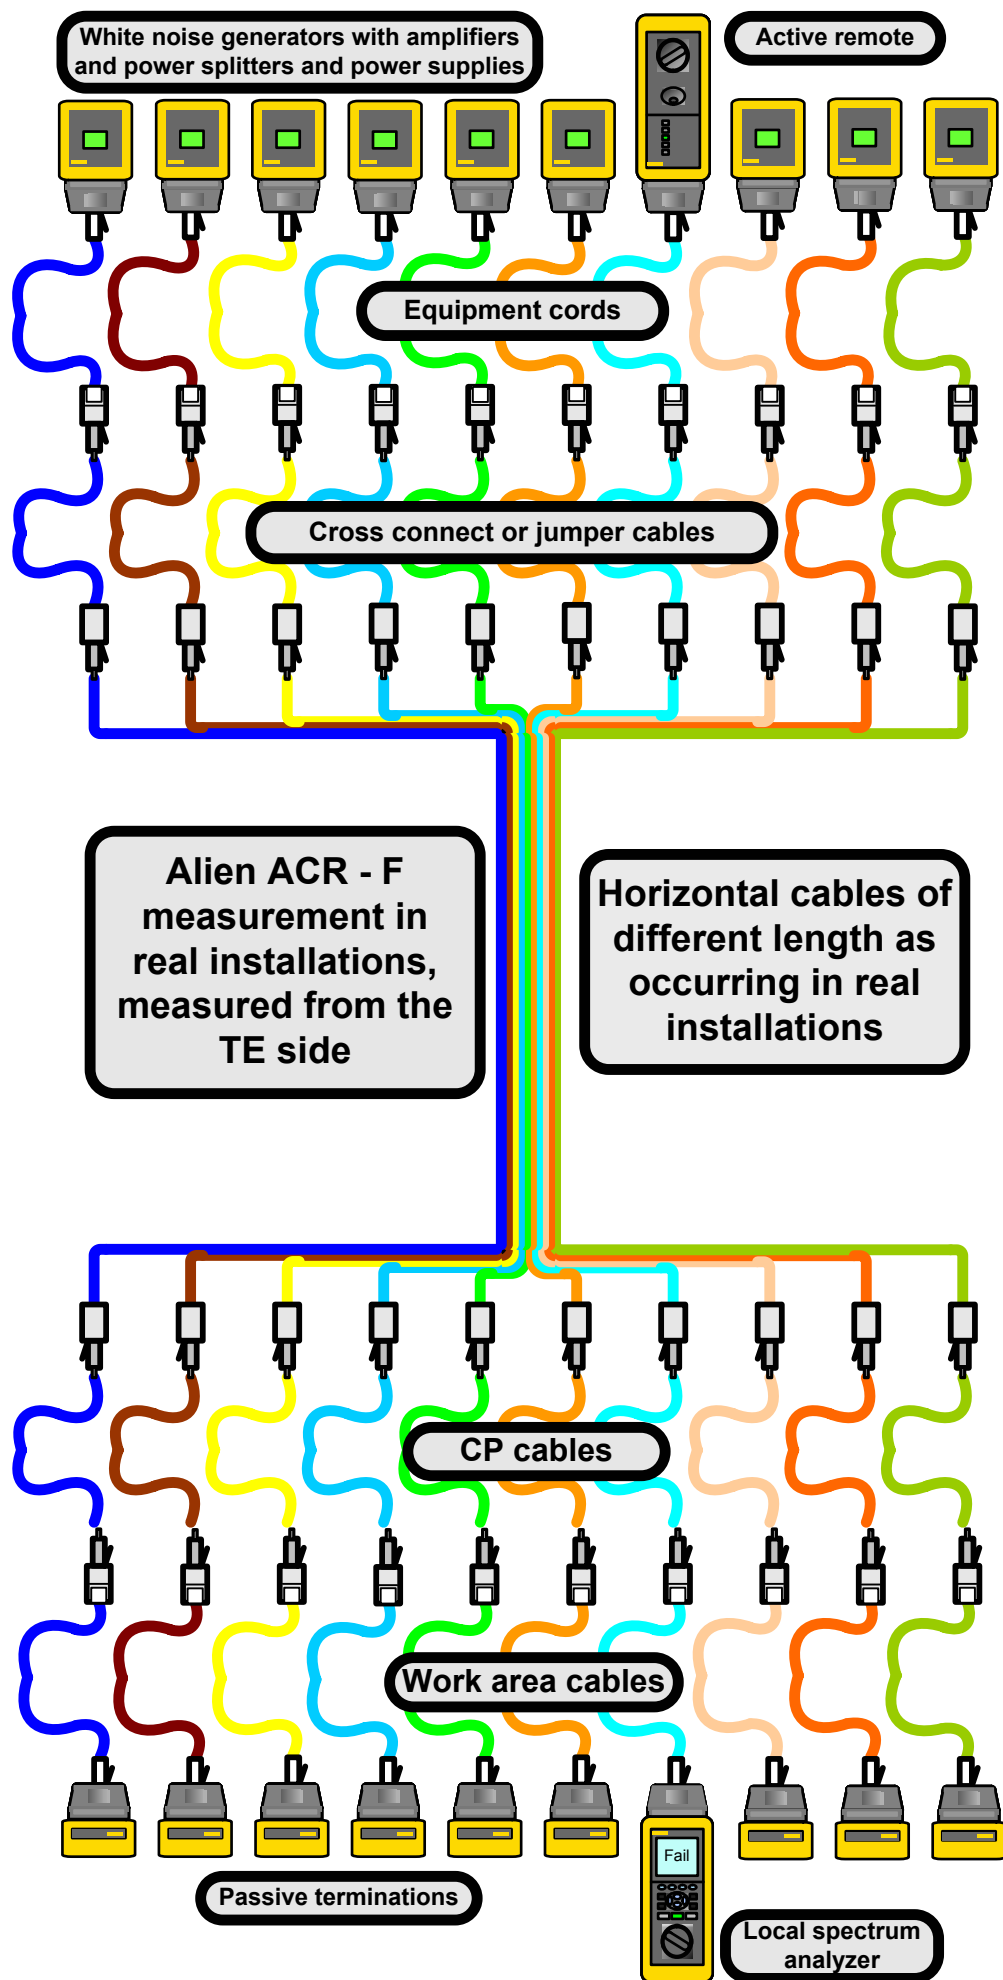 White noise generators with amplifiers
and power splitters and power supplies
Active remote
Equipment cords
Cross connect or jumper cables
Alien ACR - F
measurement in
real installations,
measured from the
TE side
Horizontal cables of
different length as
occurring in real
installations
CP cables
Work area cables
Fail
Passive terminations
Local spectrum
analyzer